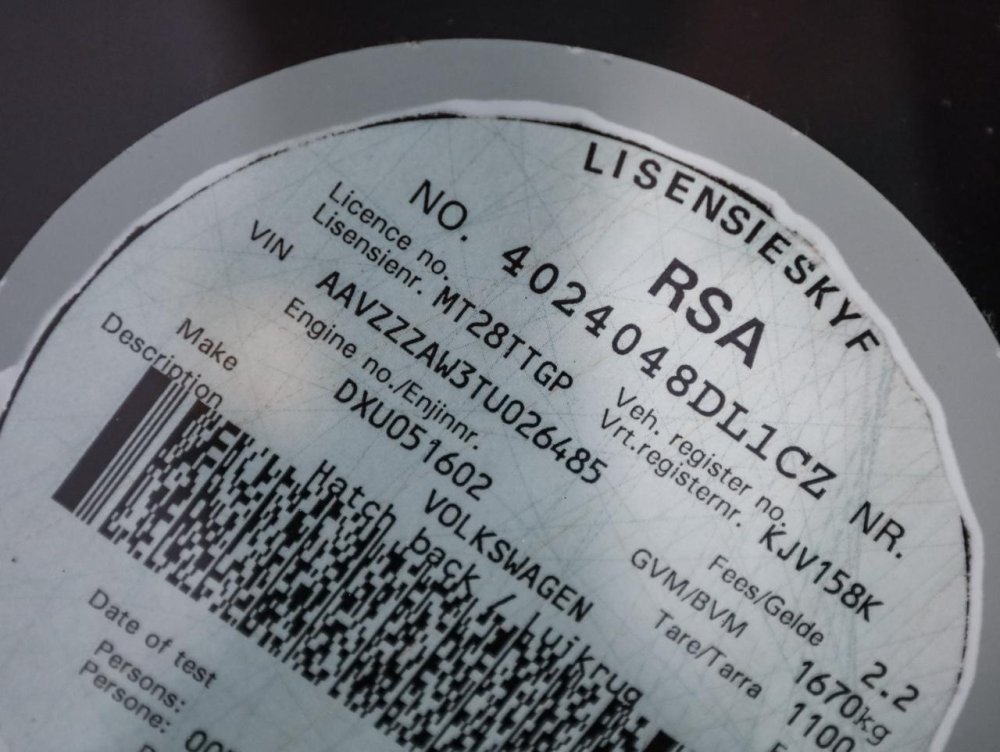 LISENSIESKYF
RSA
NO. 4024048DL1CZ NR.
Licence no.
Lisensienr. MT28TTGP
Veh. register no.
Vrt.registernr. KJV158K
VIN AAVZZZAW3TU026485
Engine no./Enjinnr.
DXU051602
Fees/Gelde 2.2
GVM/BVM 1670kg
Tare/Tarra 1100
Make VOLKSWAGEN
Description Hatch back / Luikrug
Date of test
Persons:
Persone: